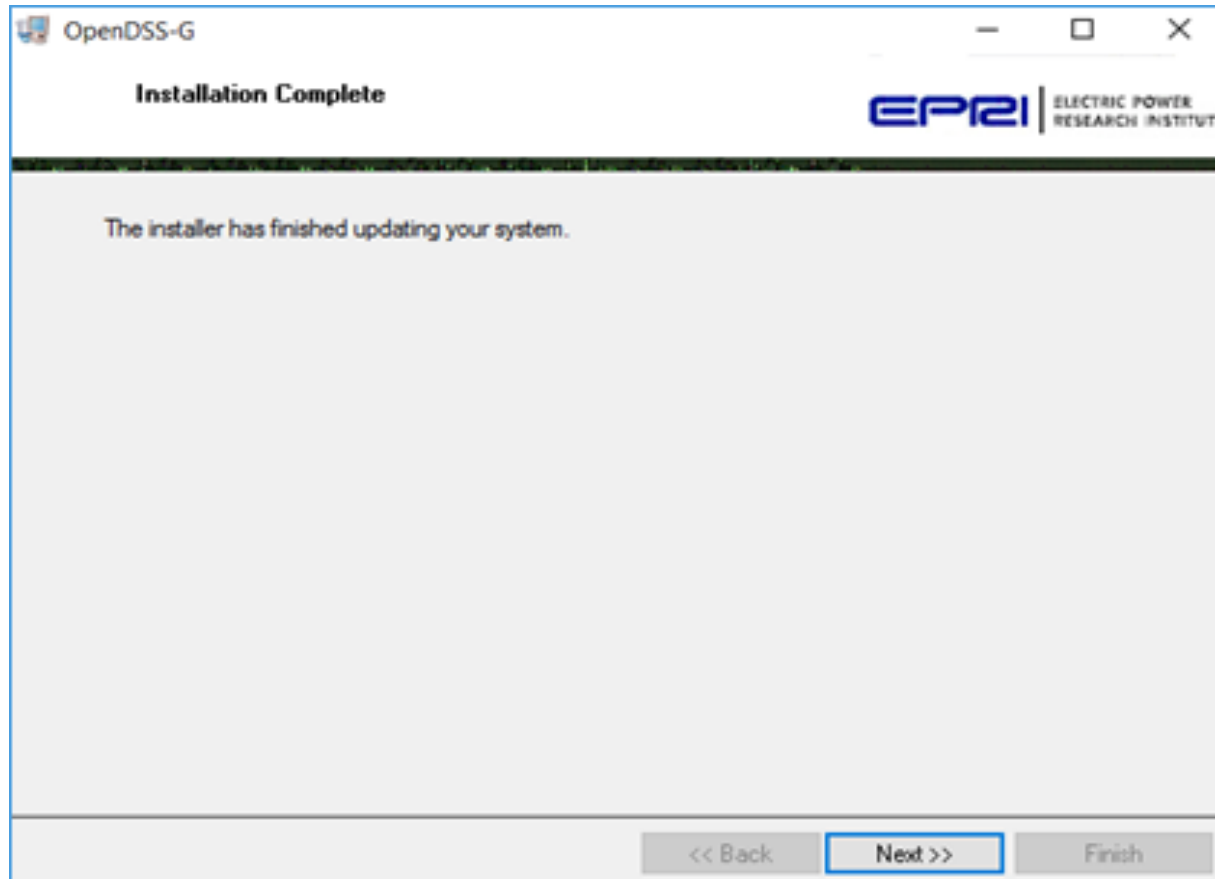 OpenDSS-G
Installation Complete
EPRI
ELECTRIC POWER
RESEARCH INSTITUT
The installer has finished updating your system.
<< Back
Next >>
Finish